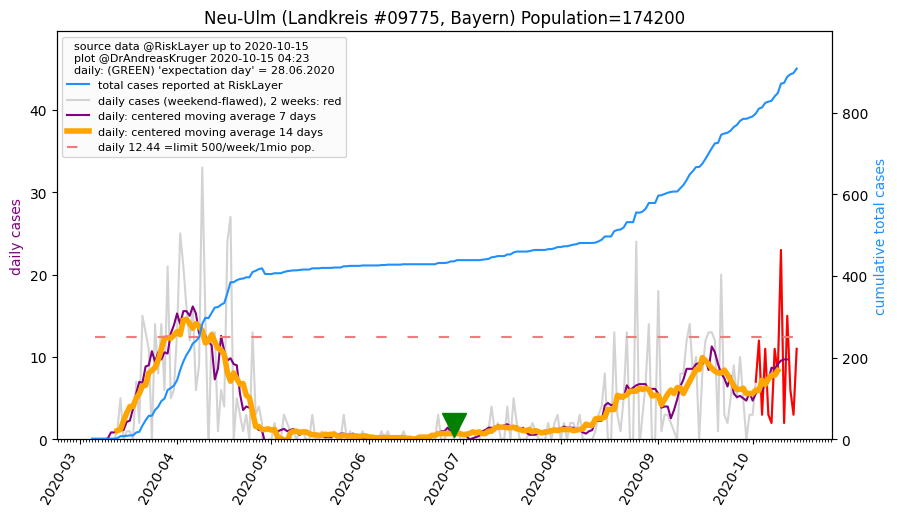 Neu-Ulm (Landkreis #09775, Bayern) Population=174200
source data @RiskLayer up to 2020-10-15
plot @DrAndreasKruger 2020-10-15 04:23
daily: (GREEN) 'expectation day' = 28.06.2020
total cases reported at RiskLayer
daily cases (weekend-flawed), 2 weeks: red
daily: centered moving average 7 days
daily: centered moving average 14 days
daily 12.44 =limit 500/week/1mio pop.
daily cases
40
30
20
10
0
cumulative total cases
800
600
400
200
0
2020-03
2020-04
2020-05
2020-06
2020-07
2020-08
2020-09
2020-10